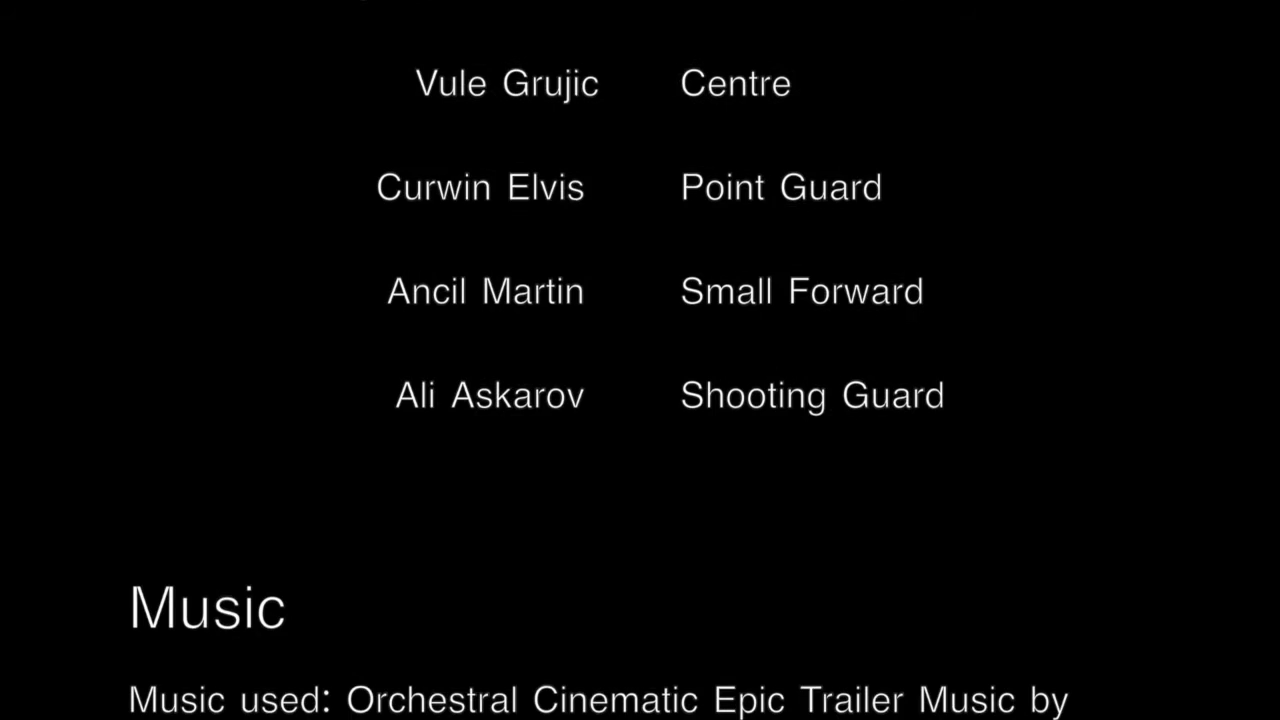 Vule Grujic Centre
Curwin Elvis Point Guard
Ancil Martin Small Forward
Ali Askarov Shooting Guard
Music
Music used: Orchestral Cinematic Epic Trailer Music by